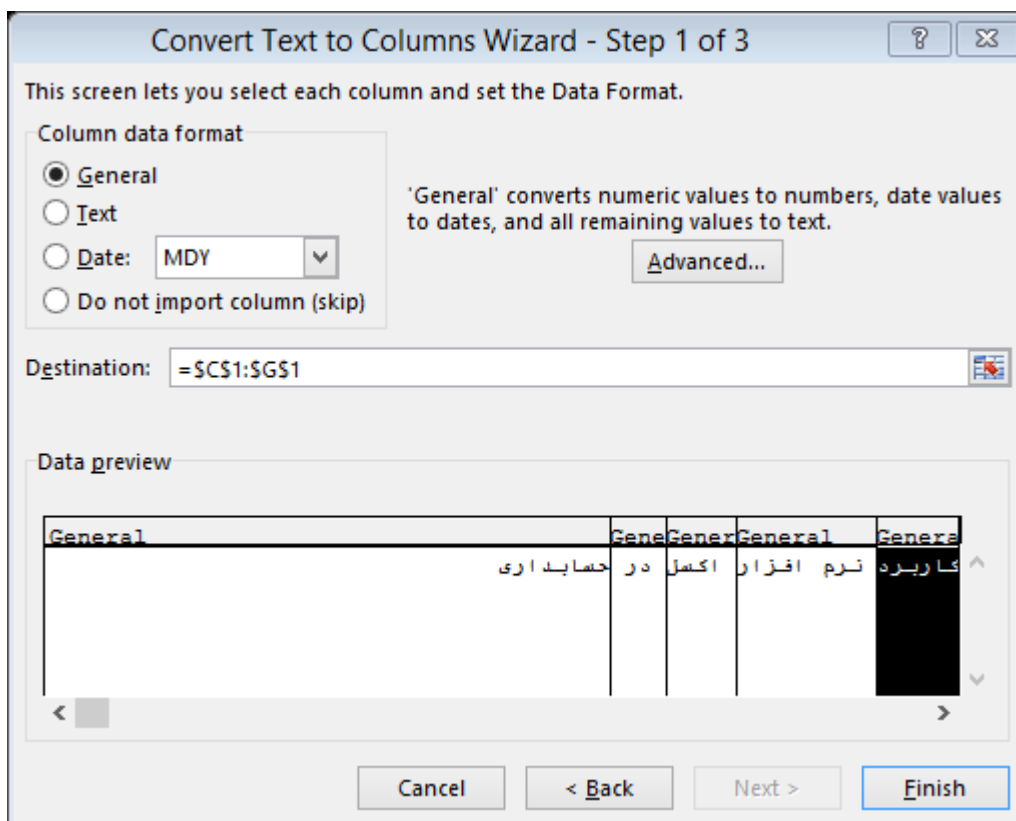 Convert Text to Columns Wizard - Step 1 of 3
This screen lets you select each column and set the Data Format.
Column data format
General
Text
Date: MDY
Do not import column (skip)
'General' converts numeric values to numbers, date values
to dates, and all remaining values to text.
Advanced...
Destination: =$C$1:$G$1
Data preview
General Gene Gener General Genera
کاربرد نرم افزار اکسل در حسابداری
Cancel < Back Next > Finish